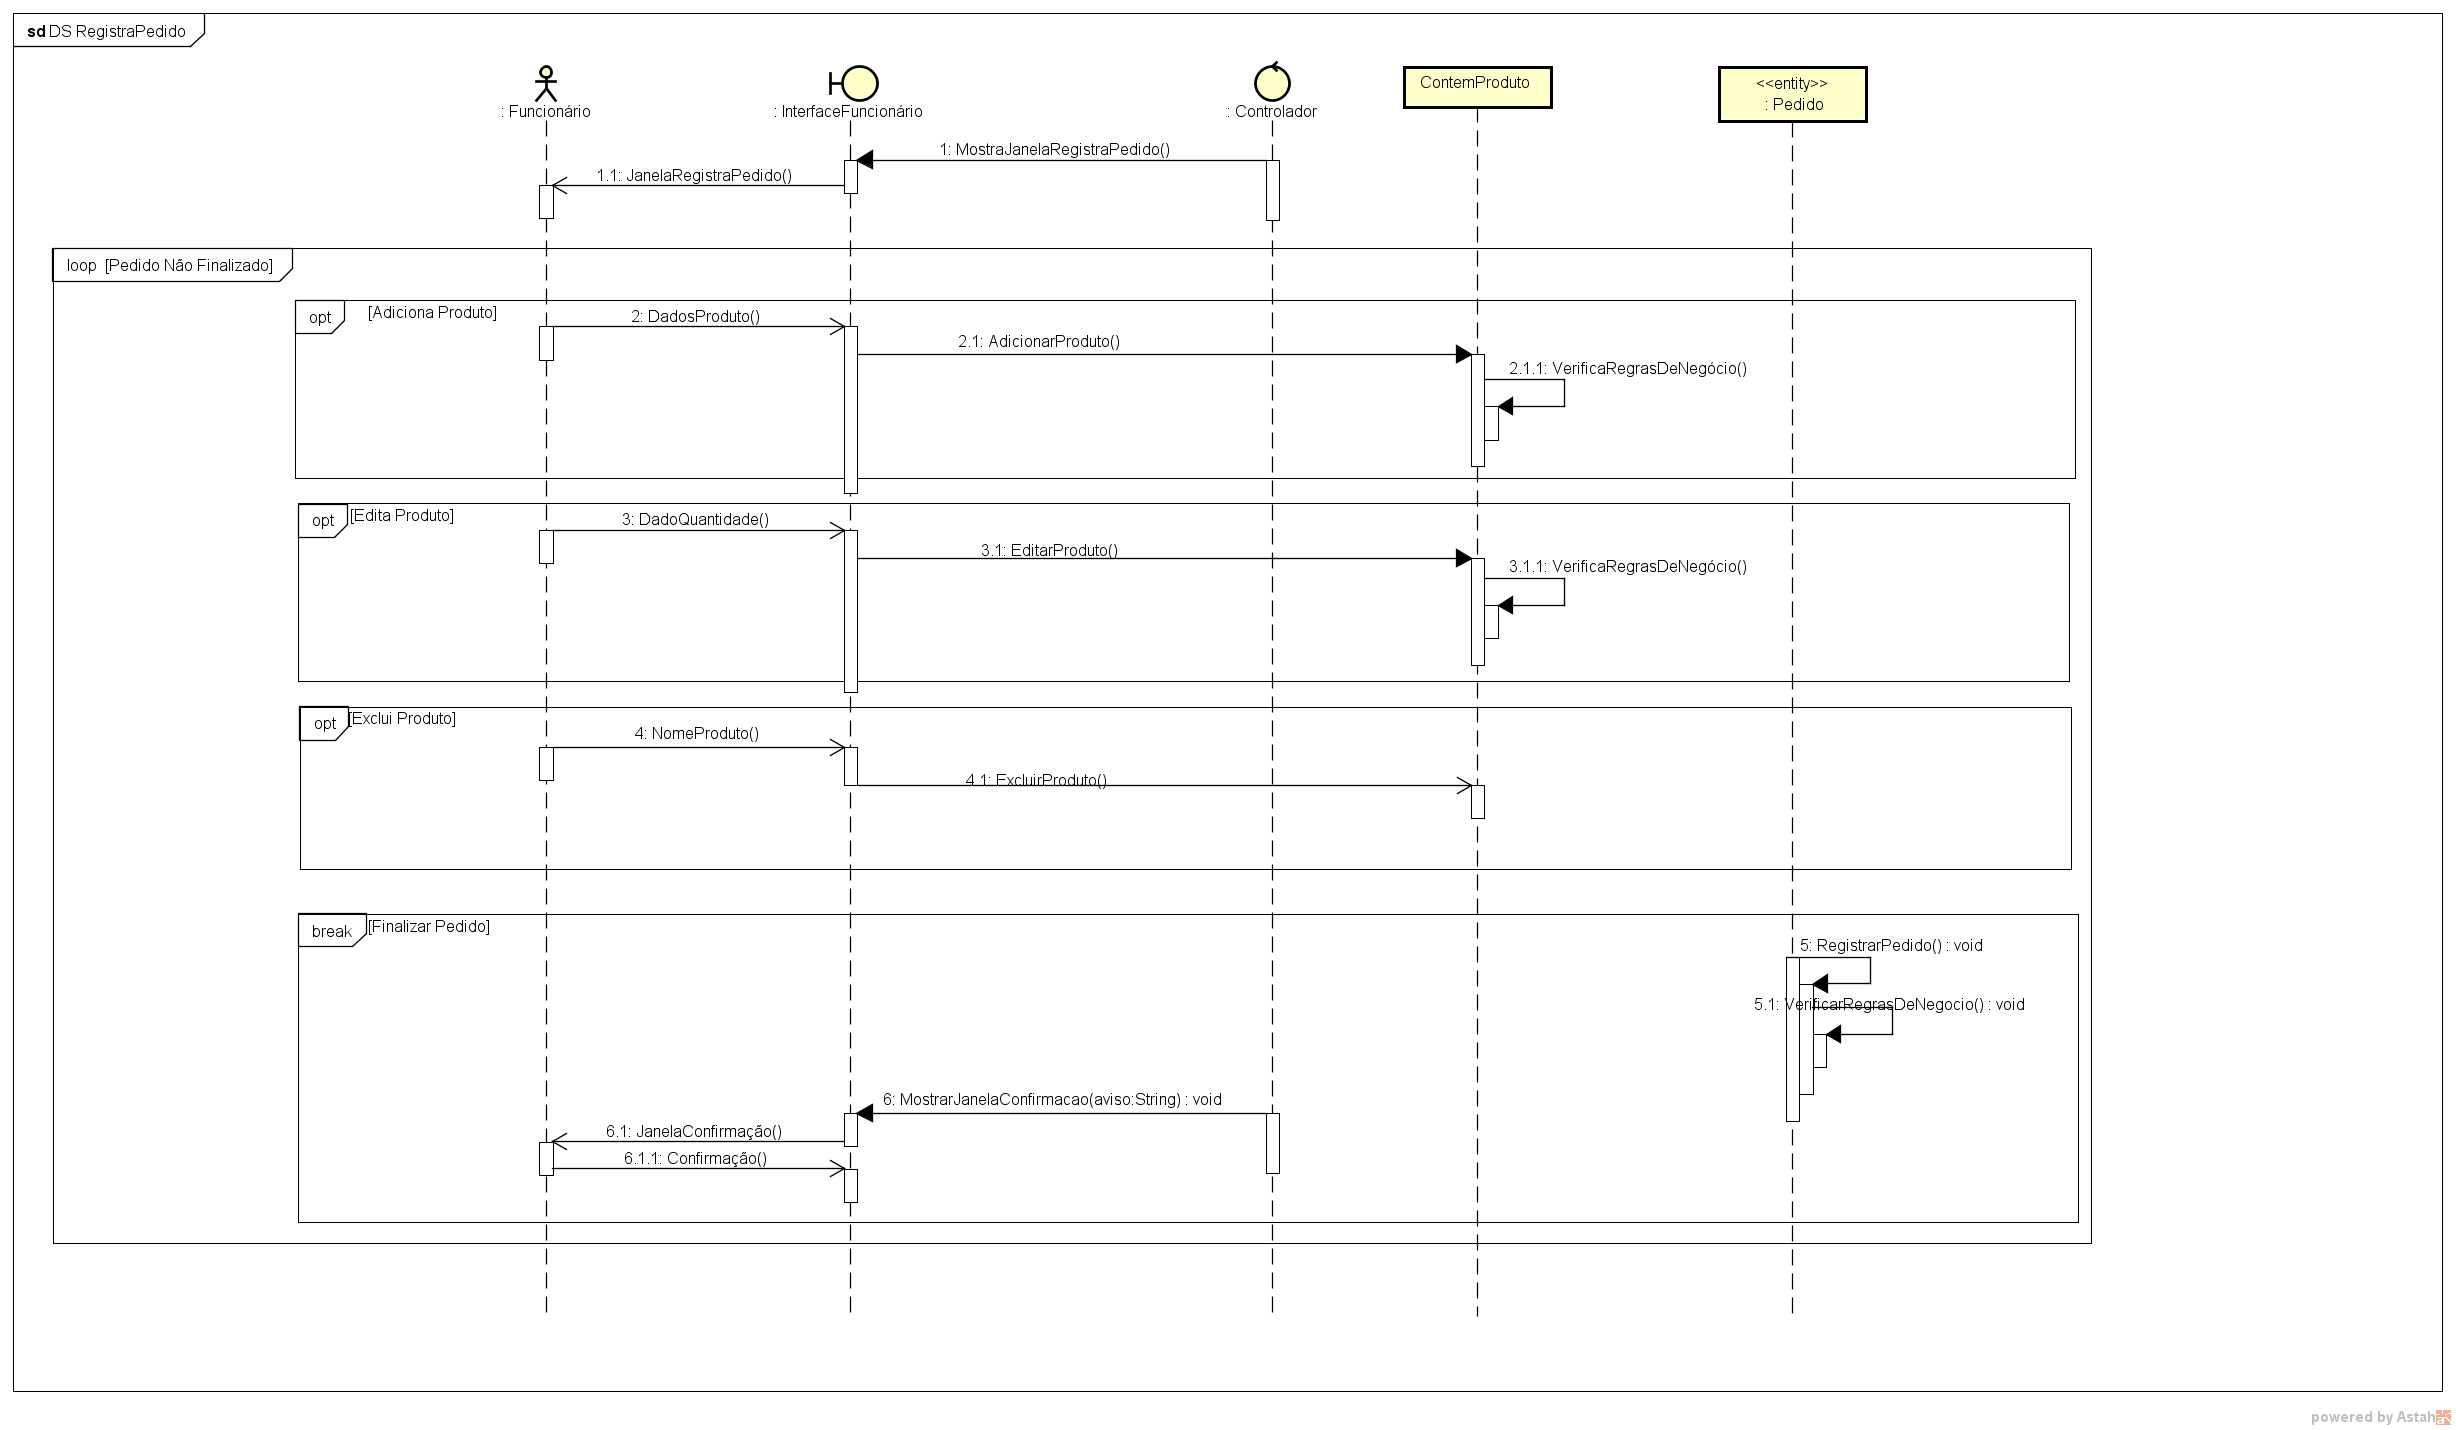 sd DS RegistraPedido
: Funcionário
: InterfaceFuncionário
: Controlador
ContemProduto
<<entity>>
: Pedido
1: MostraJanelaRegistraPedido()
1.1: JanelaRegistraPedido()
loop [Pedido Não Finalizado]
opt [Adiciona Produto]
2: DadosProduto()
2.1: AdicionarProduto()
2.1.1: VerificaRegrasDeNegócio()
opt [Edita Produto]
3: DadoQuantidade()
3.1: EditarProduto()
3.1.1: VerificaRegrasDeNegócio()
opt [Exclui Produto]
4: NomeProduto()
4.1: ExcluirProduto()
break [Finalizar Pedido]
5: RegistrarPedido() : void
5.1: VerificarRegrasDeNegocio() : void
6: MostrarJanelaConfirmacao(aviso:String) : void
6.1: JanelaConfirmação()
6.1.1: Confirmação()
powered by Astah